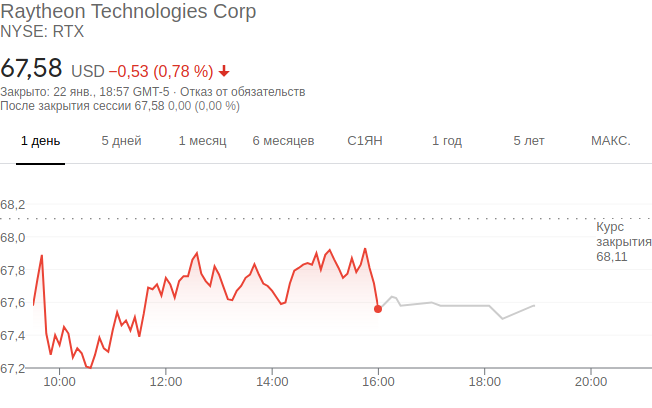 Raytheon Technologies Corp
NYSE: RTX
67,58 USD −0,53 (0,78 %)
Закрыто: 22 янв., 18:57 GMT-5 · Отказ от обязательств
После закрытия сессии 67,58 0,00 (0,00 %)
1 день 5 дней 1 месяц 6 месяцев С1ЯН 1 год 5 лет МАКС.
68,2
68,0
67,8
67,6
67,4
67,2
Курс
закрытия
68,11
10:00 12:00 14:00 16:00 18:00 20:00